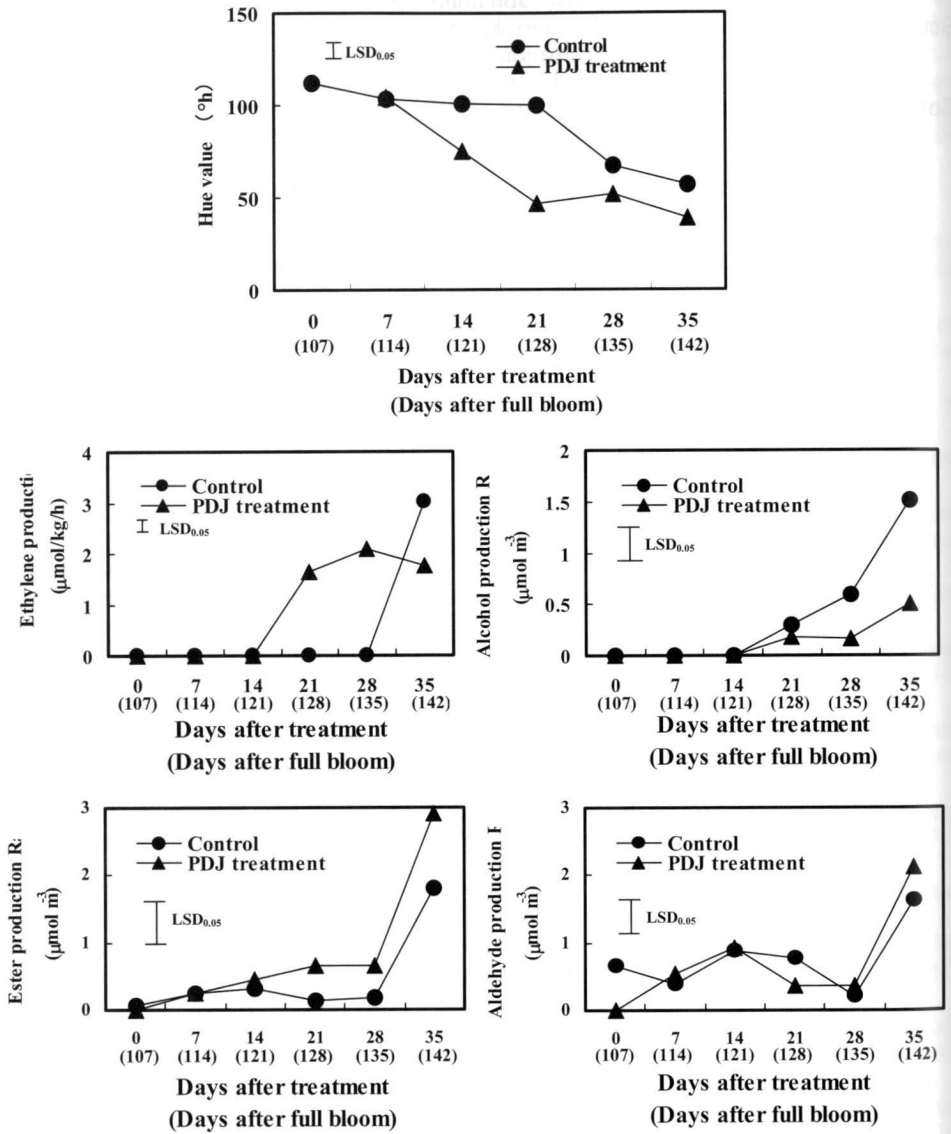 150
100
50
0
Hue value (°h)
LSD0.05
Control
PDJ treatment
0 7 14 21 28 35
(107) (114) (121) (128) (135) (142)
Days after treatment
(Days after full bloom)
4
3
2
1
0
Ethylene producti
(μmol/kg/h)
Control
PDJ treatment
LSD0.05
0 7 14 21 28 35
(107) (114) (121) (128) (135) (142)
Days after treatment
(Days after full bloom)
2
1.5
1
0.5
0
Alcohol production R
(μmol m-3
)
Control
PDJ treatment
LSD0.05
0 7 14 21 28 35
(107) (114) (121) (128) (135) (142)
Days after treatment
(Days after full bloom)
3
2
1
0
Ester production R
(μmol m-3
)
Control
PDJ treatment
LSD0.05
0 7 14 21 28 35
(107) (114) (121) (128) (135) (142)
Days after treatment
(Days after full bloom)
3
2
1
0
Aldehyde production
(μmol m-3
)
Control
PDJ treatment
LSD0.05
0 7 14 21 28 35
(107) (114) (121) (128) (135) (142)
Days after treatment
(Days after full bloom)